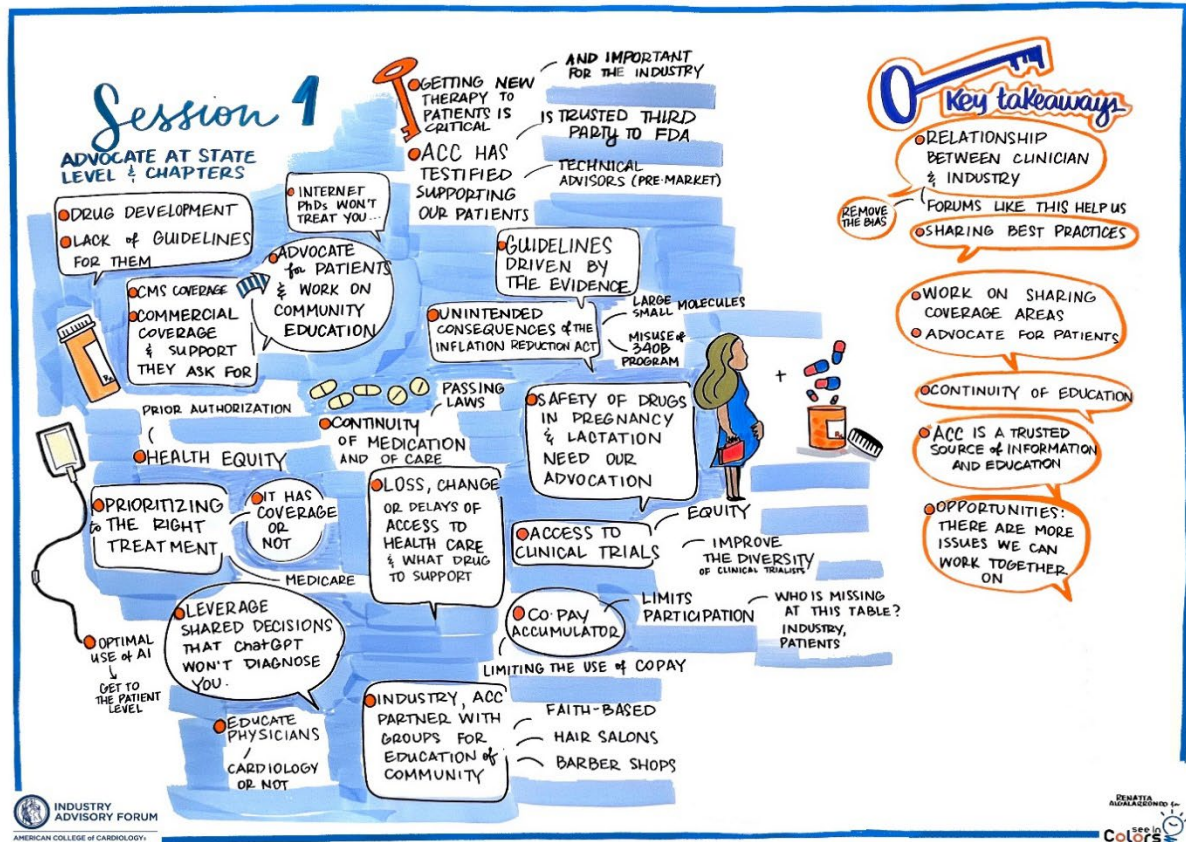 Session 1
ADVOCATE AT STATE
LEVEL & CHAPTERS
DRUG DEVELOPMENT
LACK of GUIDELINES
FOR THEM
INTERNET
PhDs WON'T
TREAT YOU...
CMS COVERAGE
COMMERCIAL
COVERAGE
& SUPPORT
THEY ASK FOR
ADVOCATE
for PATIENTS
& WORK ON
COMMUNITY
EDUCATION
GETTING NEW
THERAPY TO
PATIENTS IS
CRITICAL
AND IMPORTANT
FOR THE INDUSTRY
ACC HAS
TESTIFIED
SUPPORTING
OUR PATIENTS
IS TRUSTED THIRD
PARTY TO FDA
TECHNICAL
ADVISORS (PRE-MARKET)
GUIDELINES
DRIVEN BY
THE EVIDENCE
UNINTENDED
CONSEQUENCES of the
INFLATION REDUCTION ACT
LARGE MOLECULES
SMALL
MISUSE of
340B
PROGRAM
Rx
PRIOR AUTHORIZATION
HEALTH EQUITY
PASSING
LAWS
CONTINUITY
OF MEDICATION
AND OF CARE
SAFETY OF DRUGS
IN PREGNANCY
& LACTATION
NEED OUR
ADVOCATION
+
Rx
PRIORITIZING
to THE RIGHT
TREATMENT
IT HAS
COVERAGE
OR
NOT
MEDICARE
LOSS, CHANGE
OR DELAYS OF
ACCESS TO
HEALTH CARE
& WHAT DRUG
TO SUPPORT
ACCESS TO
CLINICAL TRIALS
EQUITY
IMPROVE
THE DIVERSITY
OF CLINICAL TRIALISTS
LEVERAGE
SHARED DECISIONS
THAT ChatGPT
WON'T DIAGNOSE
YOU.
OPTIMAL
USE of AI
GET TO
THE PATIENT
LEVEL
CO-PAY
ACCUMULATOR
LIMITS
PARTICIPATION
WHO IS MISSING
AT THIS TABLE?
INDUSTRY,
PATIENTS
LIMITING THE USE of COPAY
EDUCATE
PHYSICIANS
CARDIOLOGY
OR NOT
INDUSTRY, ACC
PARTNER WITH
GROUPS FOR
EDUCATION of
COMMUNITY
FAITH-BASED
HAIR SALONS
BARBER SHOPS
Key takeaways
RELATIONSHIP
BETWEEN CLINICIAN
& INDUSTRY
REMOVE
THE BIAS
FORUMS LIKE THIS HELP US
SHARING BEST PRACTICES
WORK ON SHARING
COVERAGE AREAS
ADVOCATE FOR PATIENTS
CONTINUITY OF EDUCATION
ACC IS A TRUSTED
SOURCE of INFORMATION
AND EDUCATION
OPPORTUNITIES:
THERE ARE MORE
ISSUES WE CAN
WORK TOGETHER
ON
INDUSTRY
ADVISORY FORUM
AMERICAN COLLEGE of CARDIOLOGY
RENATTA
ALGALARRONDO
see in
Colors